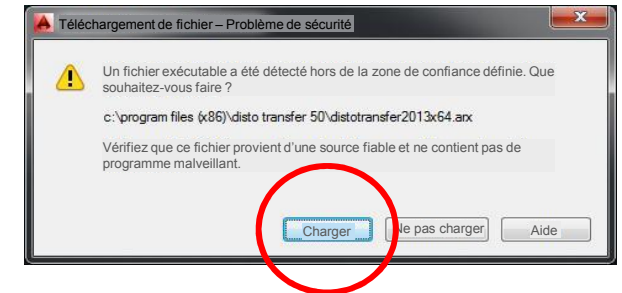 Téléchargement de fichier – Problème de sécurité
Un fichier exécutable a été détecté hors de la zone de confiance définie. Que
souhaitez-vous faire ?
c:\program files (x86)\disto transfer 50\distotransfer2013x64.arx
Vérifiez que ce fichier provient d'une source fiable et ne contient pas de
programme malveillant.
Charger Ne pas charger Aide